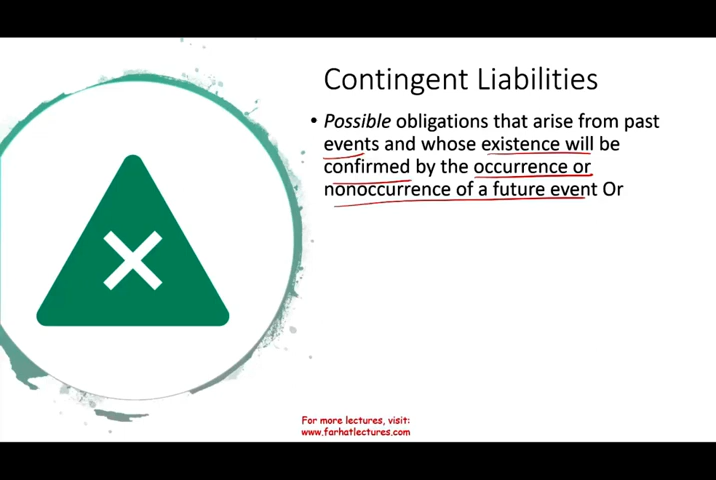 Contingent Liabilities
• Possible obligations that arise from past
events and whose existence will be
confirmed by the occurrence or
nonoccurrence of a future event Or
For more lectures, visit:
www.farhatlectures.com